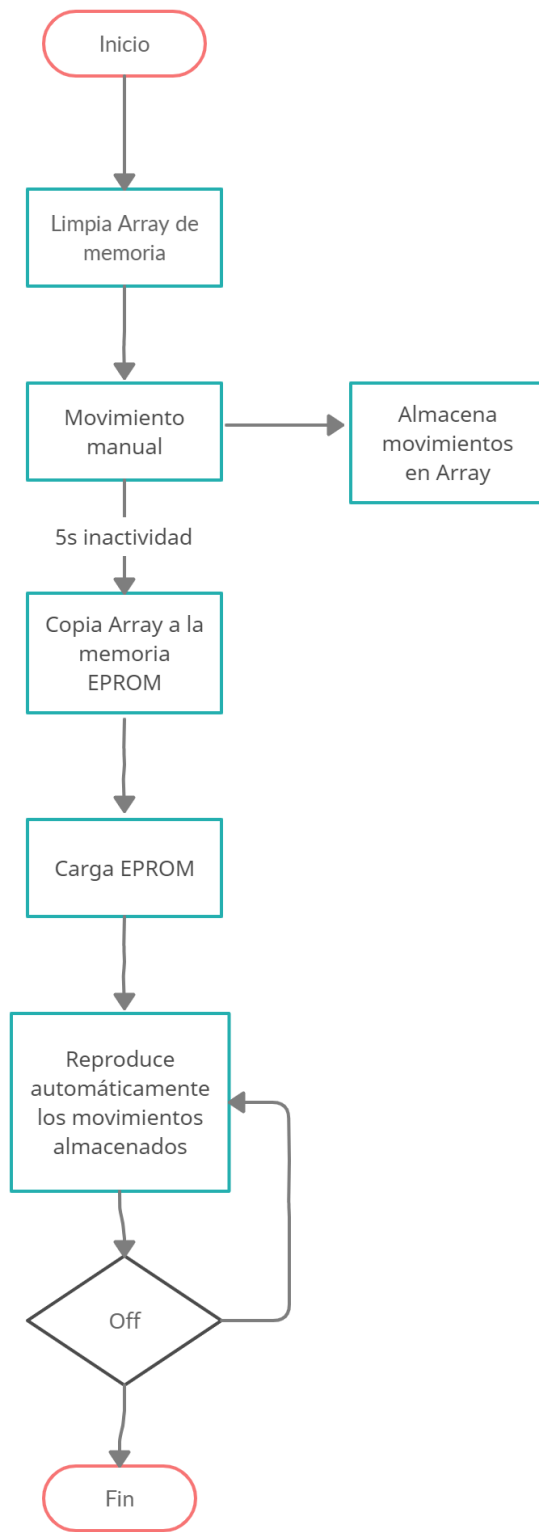 Inicio
Limpia Array de
memoria
Movimiento
manual
Almacena
movimientos
en Array
5s inactividad
Copia Array a la
memoria
EPROM
Carga EPROM
Reproduce
automáticamente
los movimientos
almacenados
Off
Fin